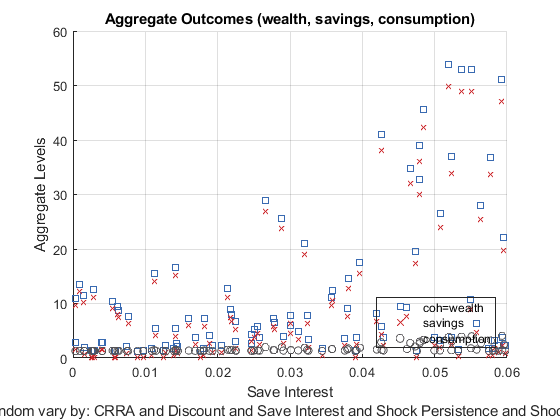 Aggregate Outcomes (wealth, savings, consumption)
60
50
40
30
20
10
0
Aggregate Levels
coh=wealth
savings
consumption
0
0.01
0.02
0.03
0.04
0.05
0.06
Save Interest
ndom vary by: CRRA and Discount and Save Interest and Shock Persistence and Sho